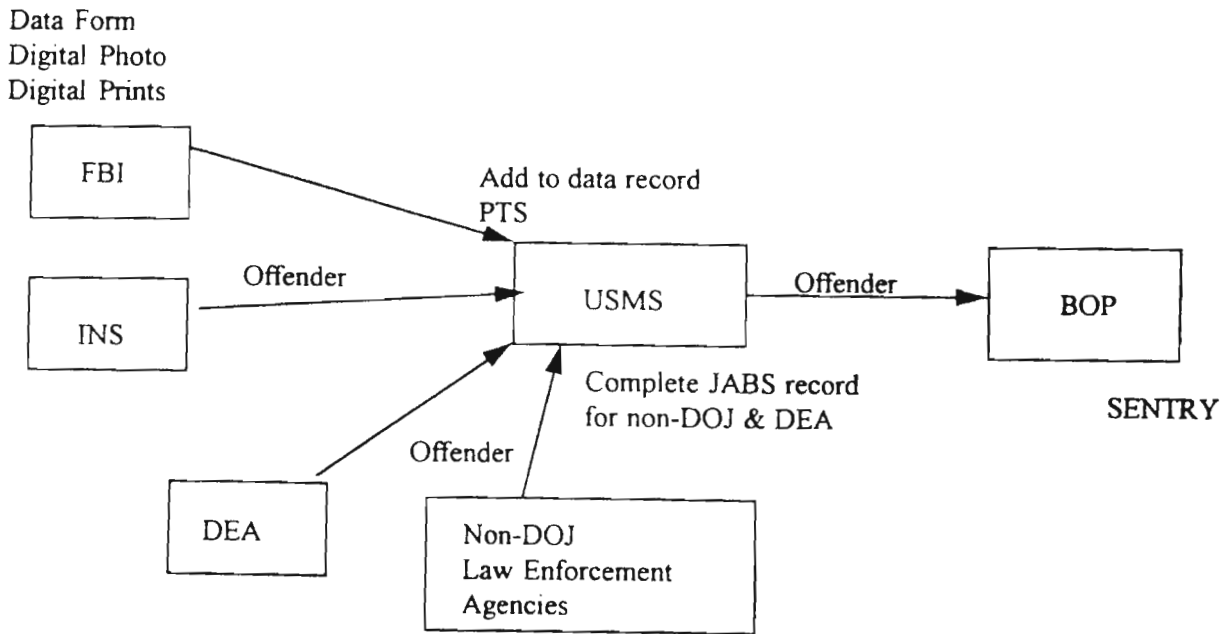 Data Form
Digital Photo
Digital Prints
FBI
Add to data record
PTS
Offender
INS
USMS
Offender
BOP
Complete JABS record
for non-DOJ & DEA
SENTRY
Offender
DEA
Non-DOJ
Law Enforcement
Agencies